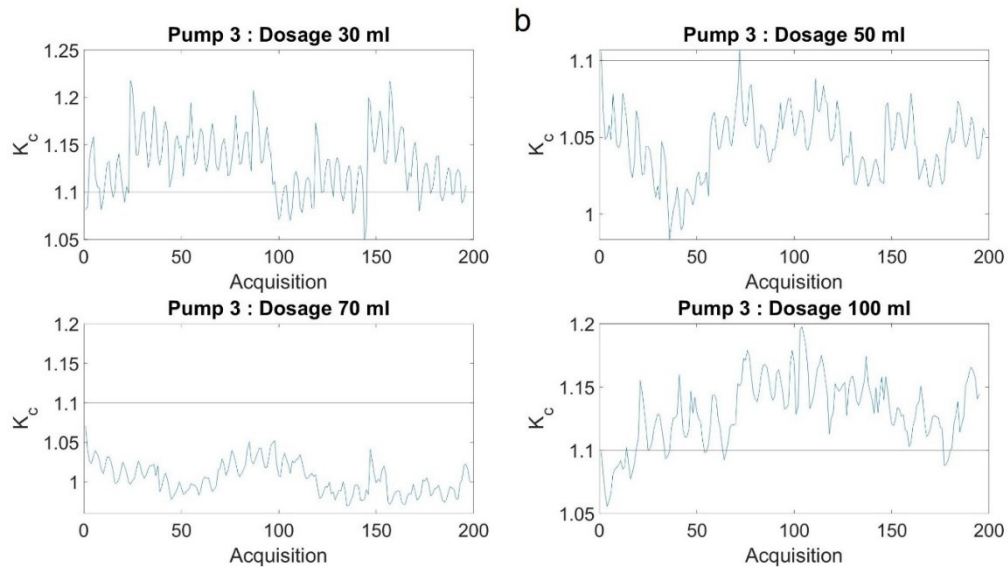 b
Pump 3 : Dosage 30 ml
1.25
1.2
1.15
1.1
1.05
K_c
0 50 100 150 200
Acquisition
Pump 3 : Dosage 50 ml
1.1
1.05
1
K_c
0 50 100 150 200
Acquisition
Pump 3 : Dosage 70 ml
1.2
1.15
1.1
1.05
1
K_c
0 50 100 150 200
Acquisition
Pump 3 : Dosage 100 ml
1.2
1.15
1.1
1.05
K_c
0 50 100 150 200
Acquisition